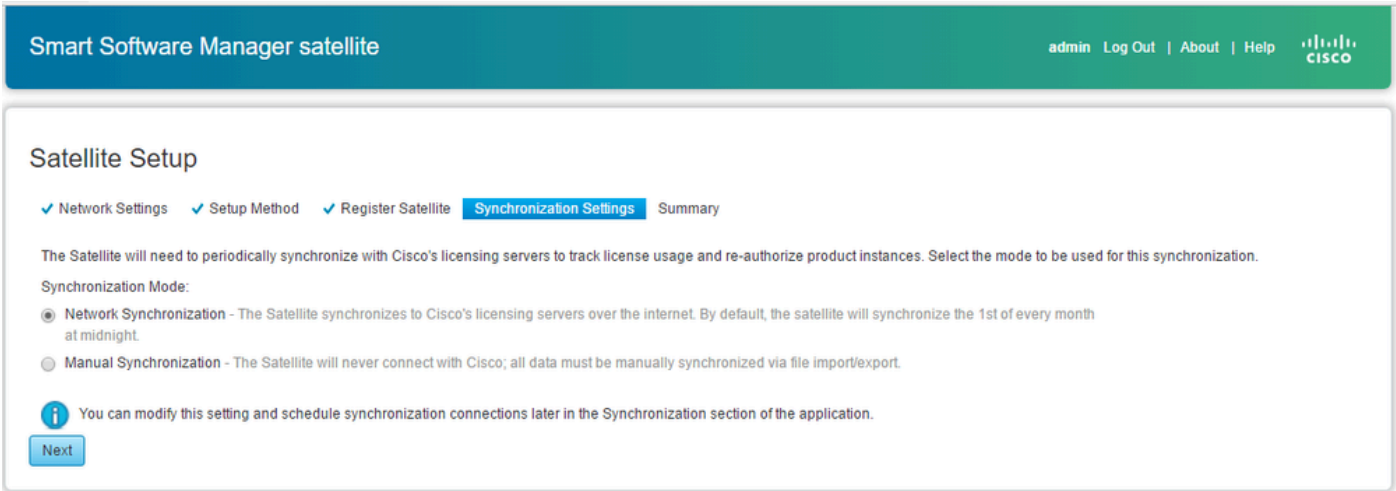 Smart Software Manager satellite
admin Log Out | About | Help
CISCO
Satellite Setup
✓ Network Settings ✓ Setup Method ✓ Register Satellite Synchronization Settings Summary
The Satellite will need to periodically synchronize with Cisco's licensing servers to track license usage and re-authorize product instances. Select the mode to be used for this synchronization.
Synchronization Mode:
Network Synchronization - The Satellite synchronizes to Cisco's licensing servers over the internet. By default, the satellite will synchronize the 1st of every month
at midnight.
Manual Synchronization - The Satellite will never connect with Cisco; all data must be manually synchronized via file import/export.
You can modify this setting and schedule synchronization connections later in the Synchronization section of the application.
Next